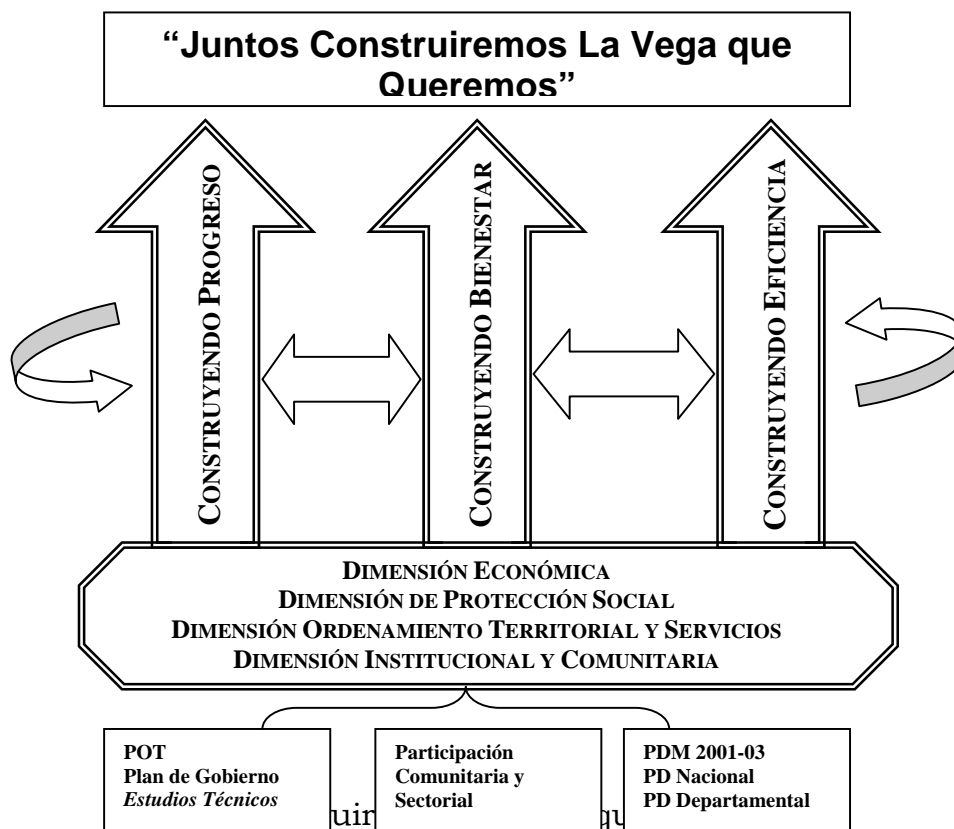 “Juntos Construiremos La Vega que
Queremos”
CONSTRUYENDO PROGRESO
CONSTRUYENDO BIENESTAR
CONSTRUYENDO EFICIENCIA
DIMENSIÓN ECONÓMICA
DIMENSIÓN DE PROTECCIÓN SOCIAL
DIMENSIÓN ORDENAMIENTO TERRITORIAL Y SERVICIOS
DIMENSIÓN INSTITUCIONAL Y COMUNITARIA
POT
Plan de Gobierno
Estudios Técnicos
Participación
Comunitaria y
Sectorial
PDM 2001-03
PD Nacional
PD Departamental